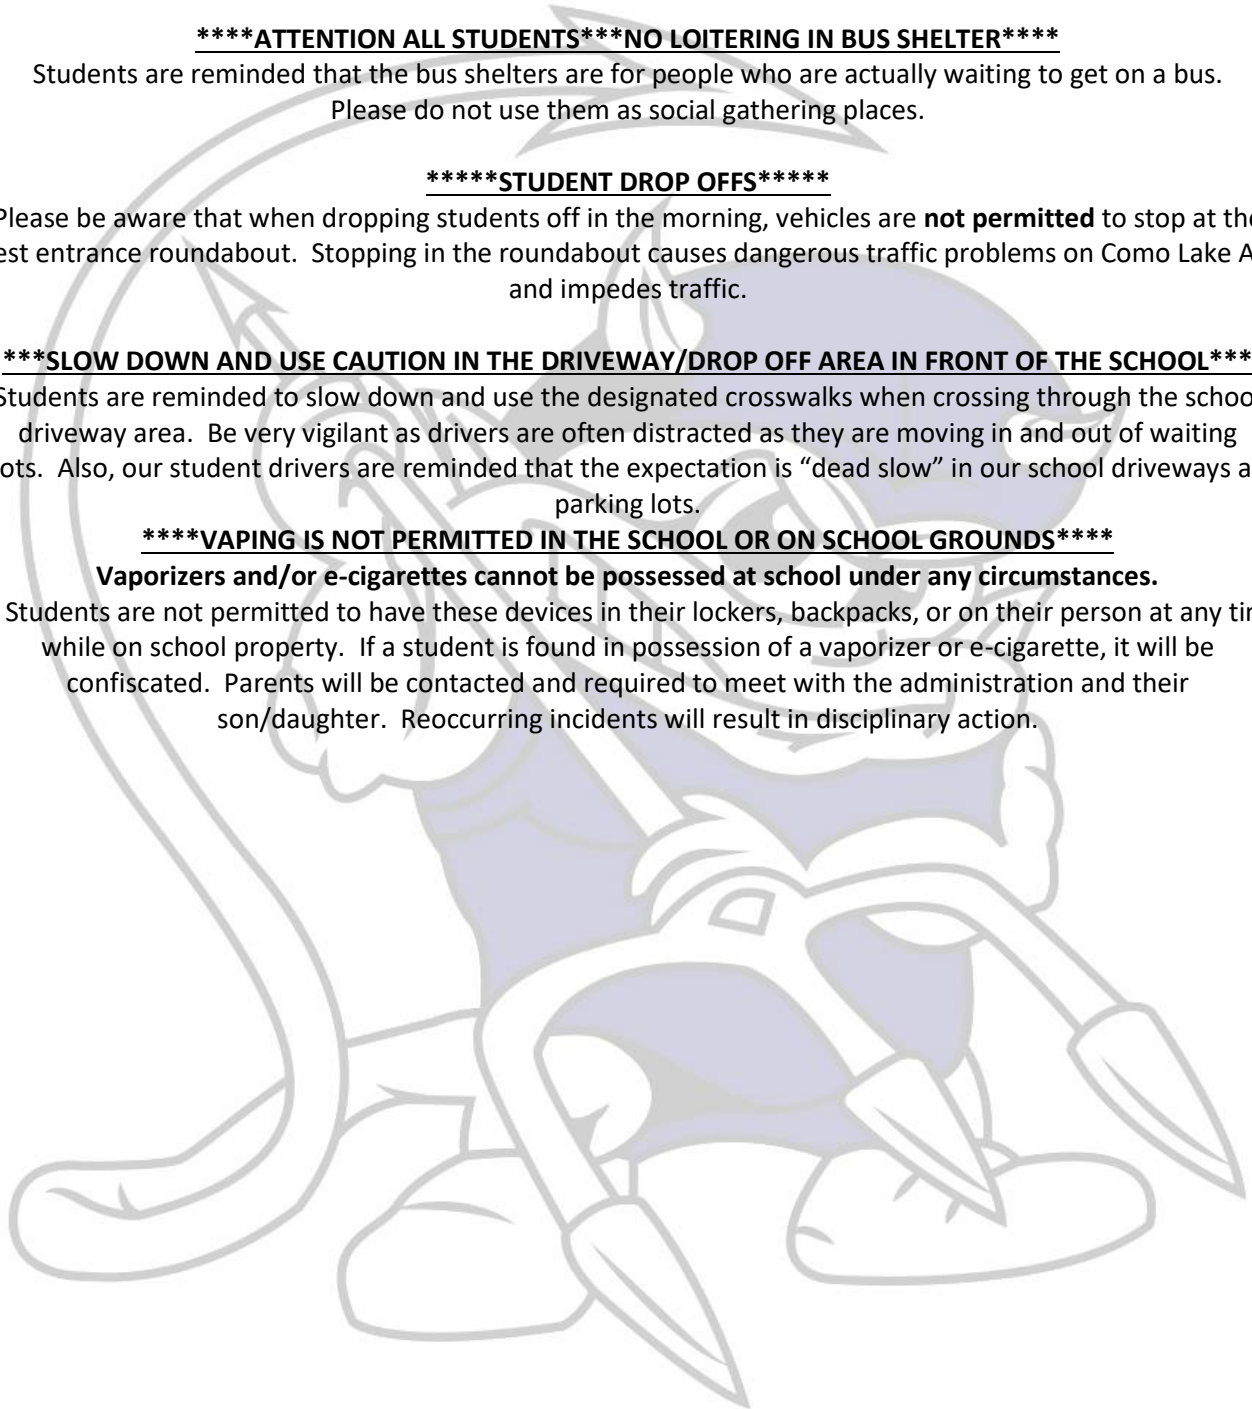 ****ATTENTION ALL STUDENTS***NO LOITERING IN BUS SHELTER****
Students are reminded that the bus shelters are for people who are actually waiting to get on a bus.
Please do not use them as social gathering places.
*****STUDENT DROP OFFS*****
Please be aware that when dropping students off in the morning, vehicles are not permitted to stop at the
est entrance roundabout. Stopping in the roundabout causes dangerous traffic problems on Como Lake A
and impedes traffic.
***SLOW DOWN AND USE CAUTION IN THE DRIVEWAY/DROP OFF AREA IN FRONT OF THE SCHOOL***
Students are reminded to slow down and use the designated crosswalks when crossing through the schoo
driveway area. Be very vigilant as drivers are often distracted as they are moving in and out of waiting
ots. Also, our student drivers are reminded that the expectation is “dead slow” in our school driveways a
parking lots.
****VAPING IS NOT PERMITTED IN THE SCHOOL OR ON SCHOOL GROUNDS****
Vaporizers and/or e-cigarettes cannot be possessed at school under any circumstances.
Students are not permitted to have these devices in their lockers, backpacks, or on their person at any tin
while on school property. If a student is found in possession of a vaporizer or e-cigarette, it will be
confiscated. Parents will be contacted and required to meet with the administration and their
son/daughter. Reoccurring incidents will result in disciplinary action.